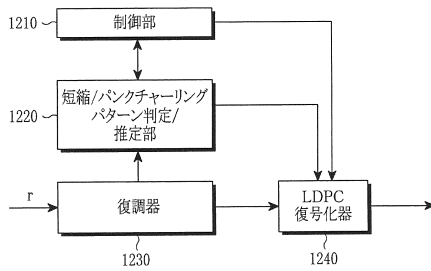 1210
制御部
1220
短縮/パンクチャーリング
パターン判定/
推定部
r
復調器
LDPC
復号化器
1230
1240